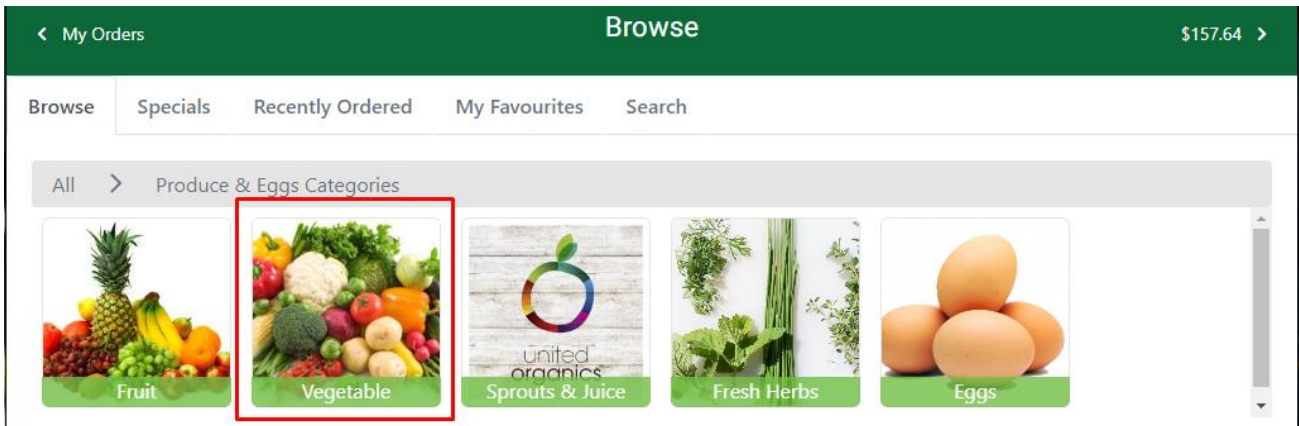 My Orders
Browse
$157.64
Browse
Specials
Recently Ordered
My Favourites
Search
All
Produce & Eggs Categories
united
organics
Fruit
Vegetable
Sprouts & Juice
Fresh Herbs
Eggs